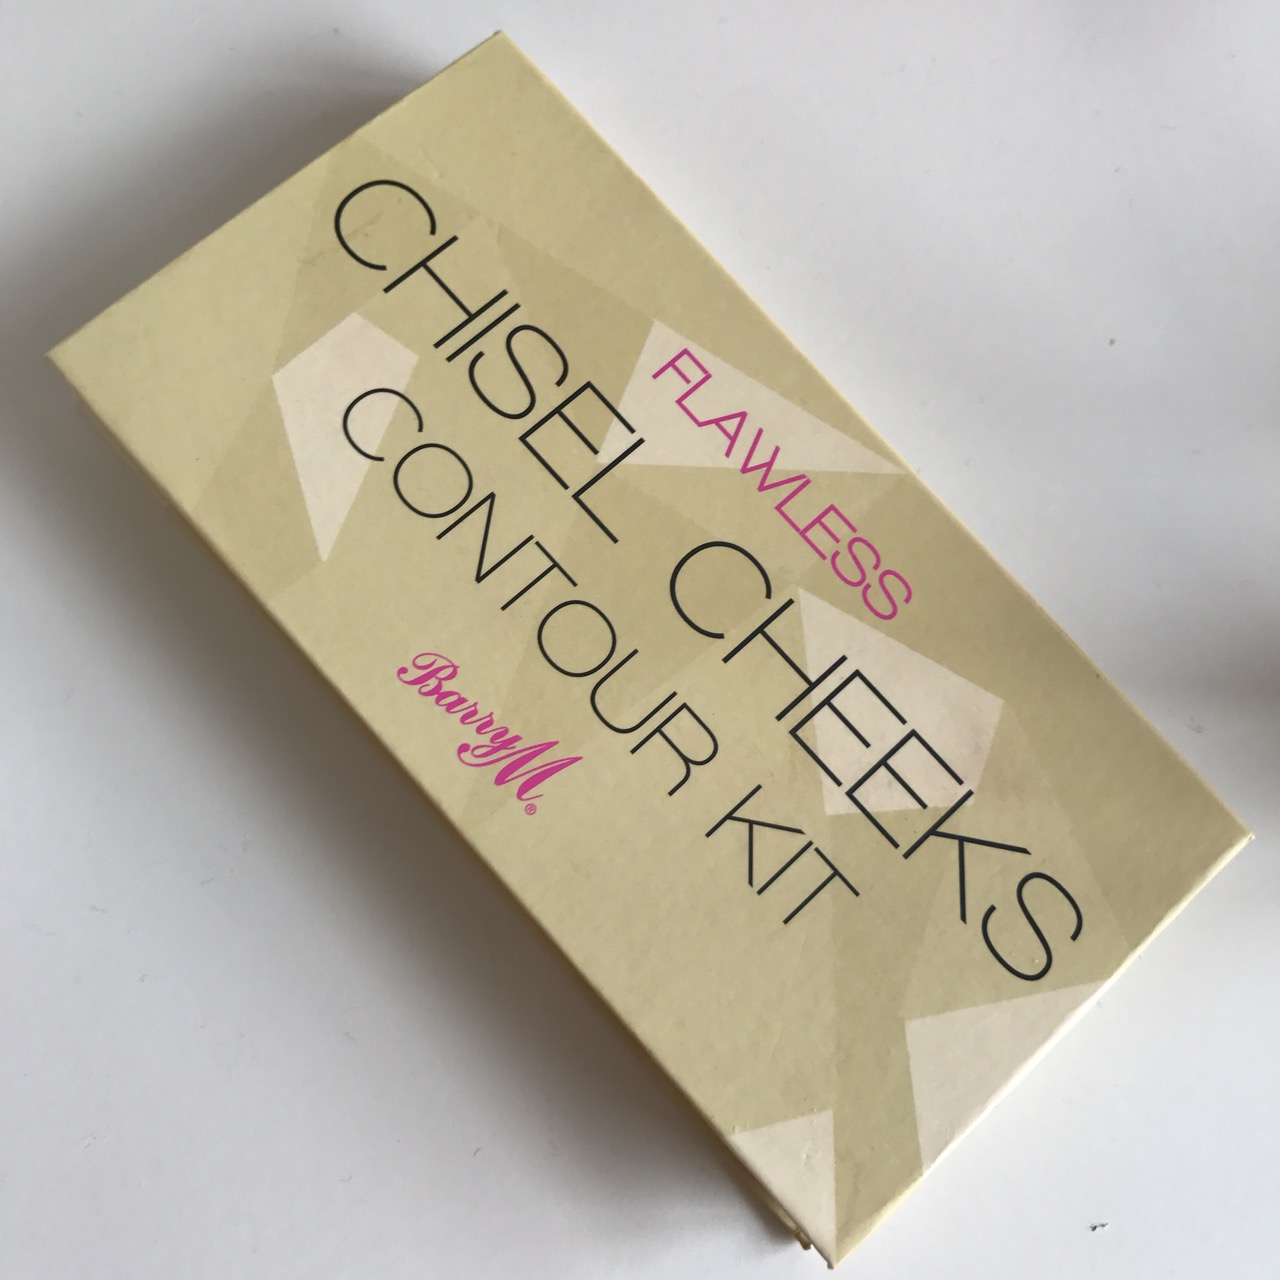 FLAWLESS
CHISEL CHEEKS
CONTOUR KIT
Barry M®